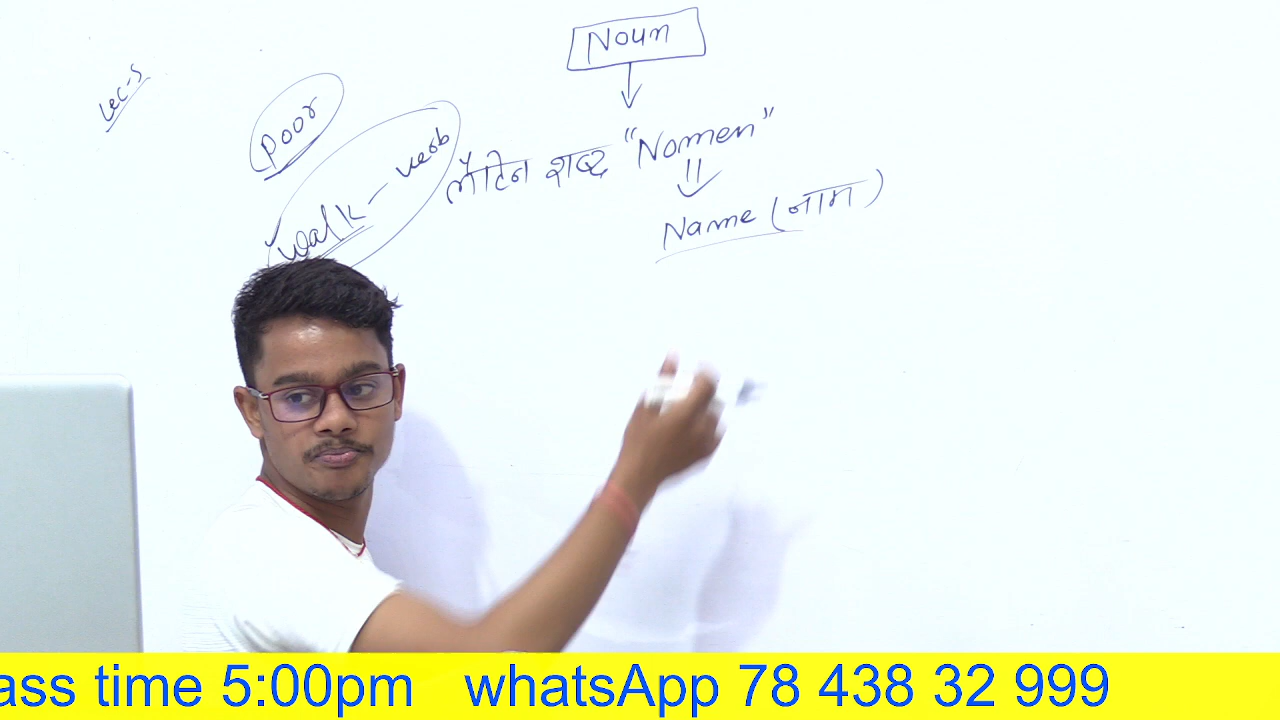 Noun
Lec-5
poor
walk - verb
लैटिन शब्द "Nomen"
Name (नाम)
ass time 5:00pm whatsApp 78 438 32 999